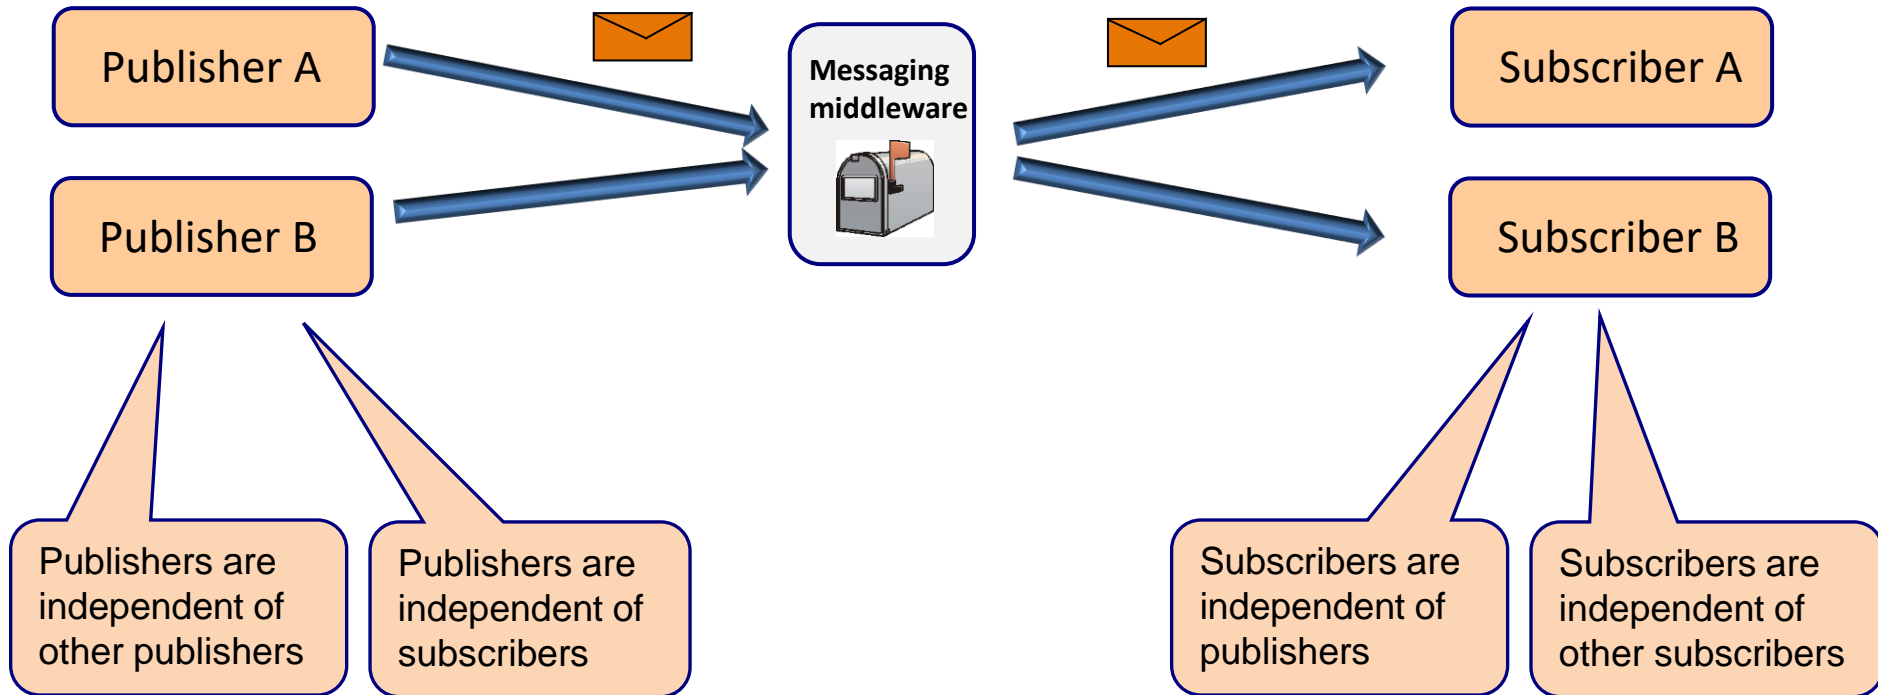 Publisher A
Messaging
middleware
Subscriber A
Publisher B
Subscriber B
Publishers are
independent of
other publishers
Publishers are
independent of
subscribers
Subscribers are
independent of
publishers
Subscribers are
independent of
other subscribers